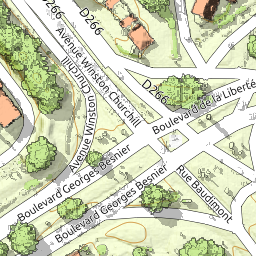 D266
D266
Avenue Winston Churchill
D266
Boulevard de la Liberté
Avenue Winston Churchill
Boulevard Georges Besnier
Boulevard Georges Besnier
Rue Baudimont